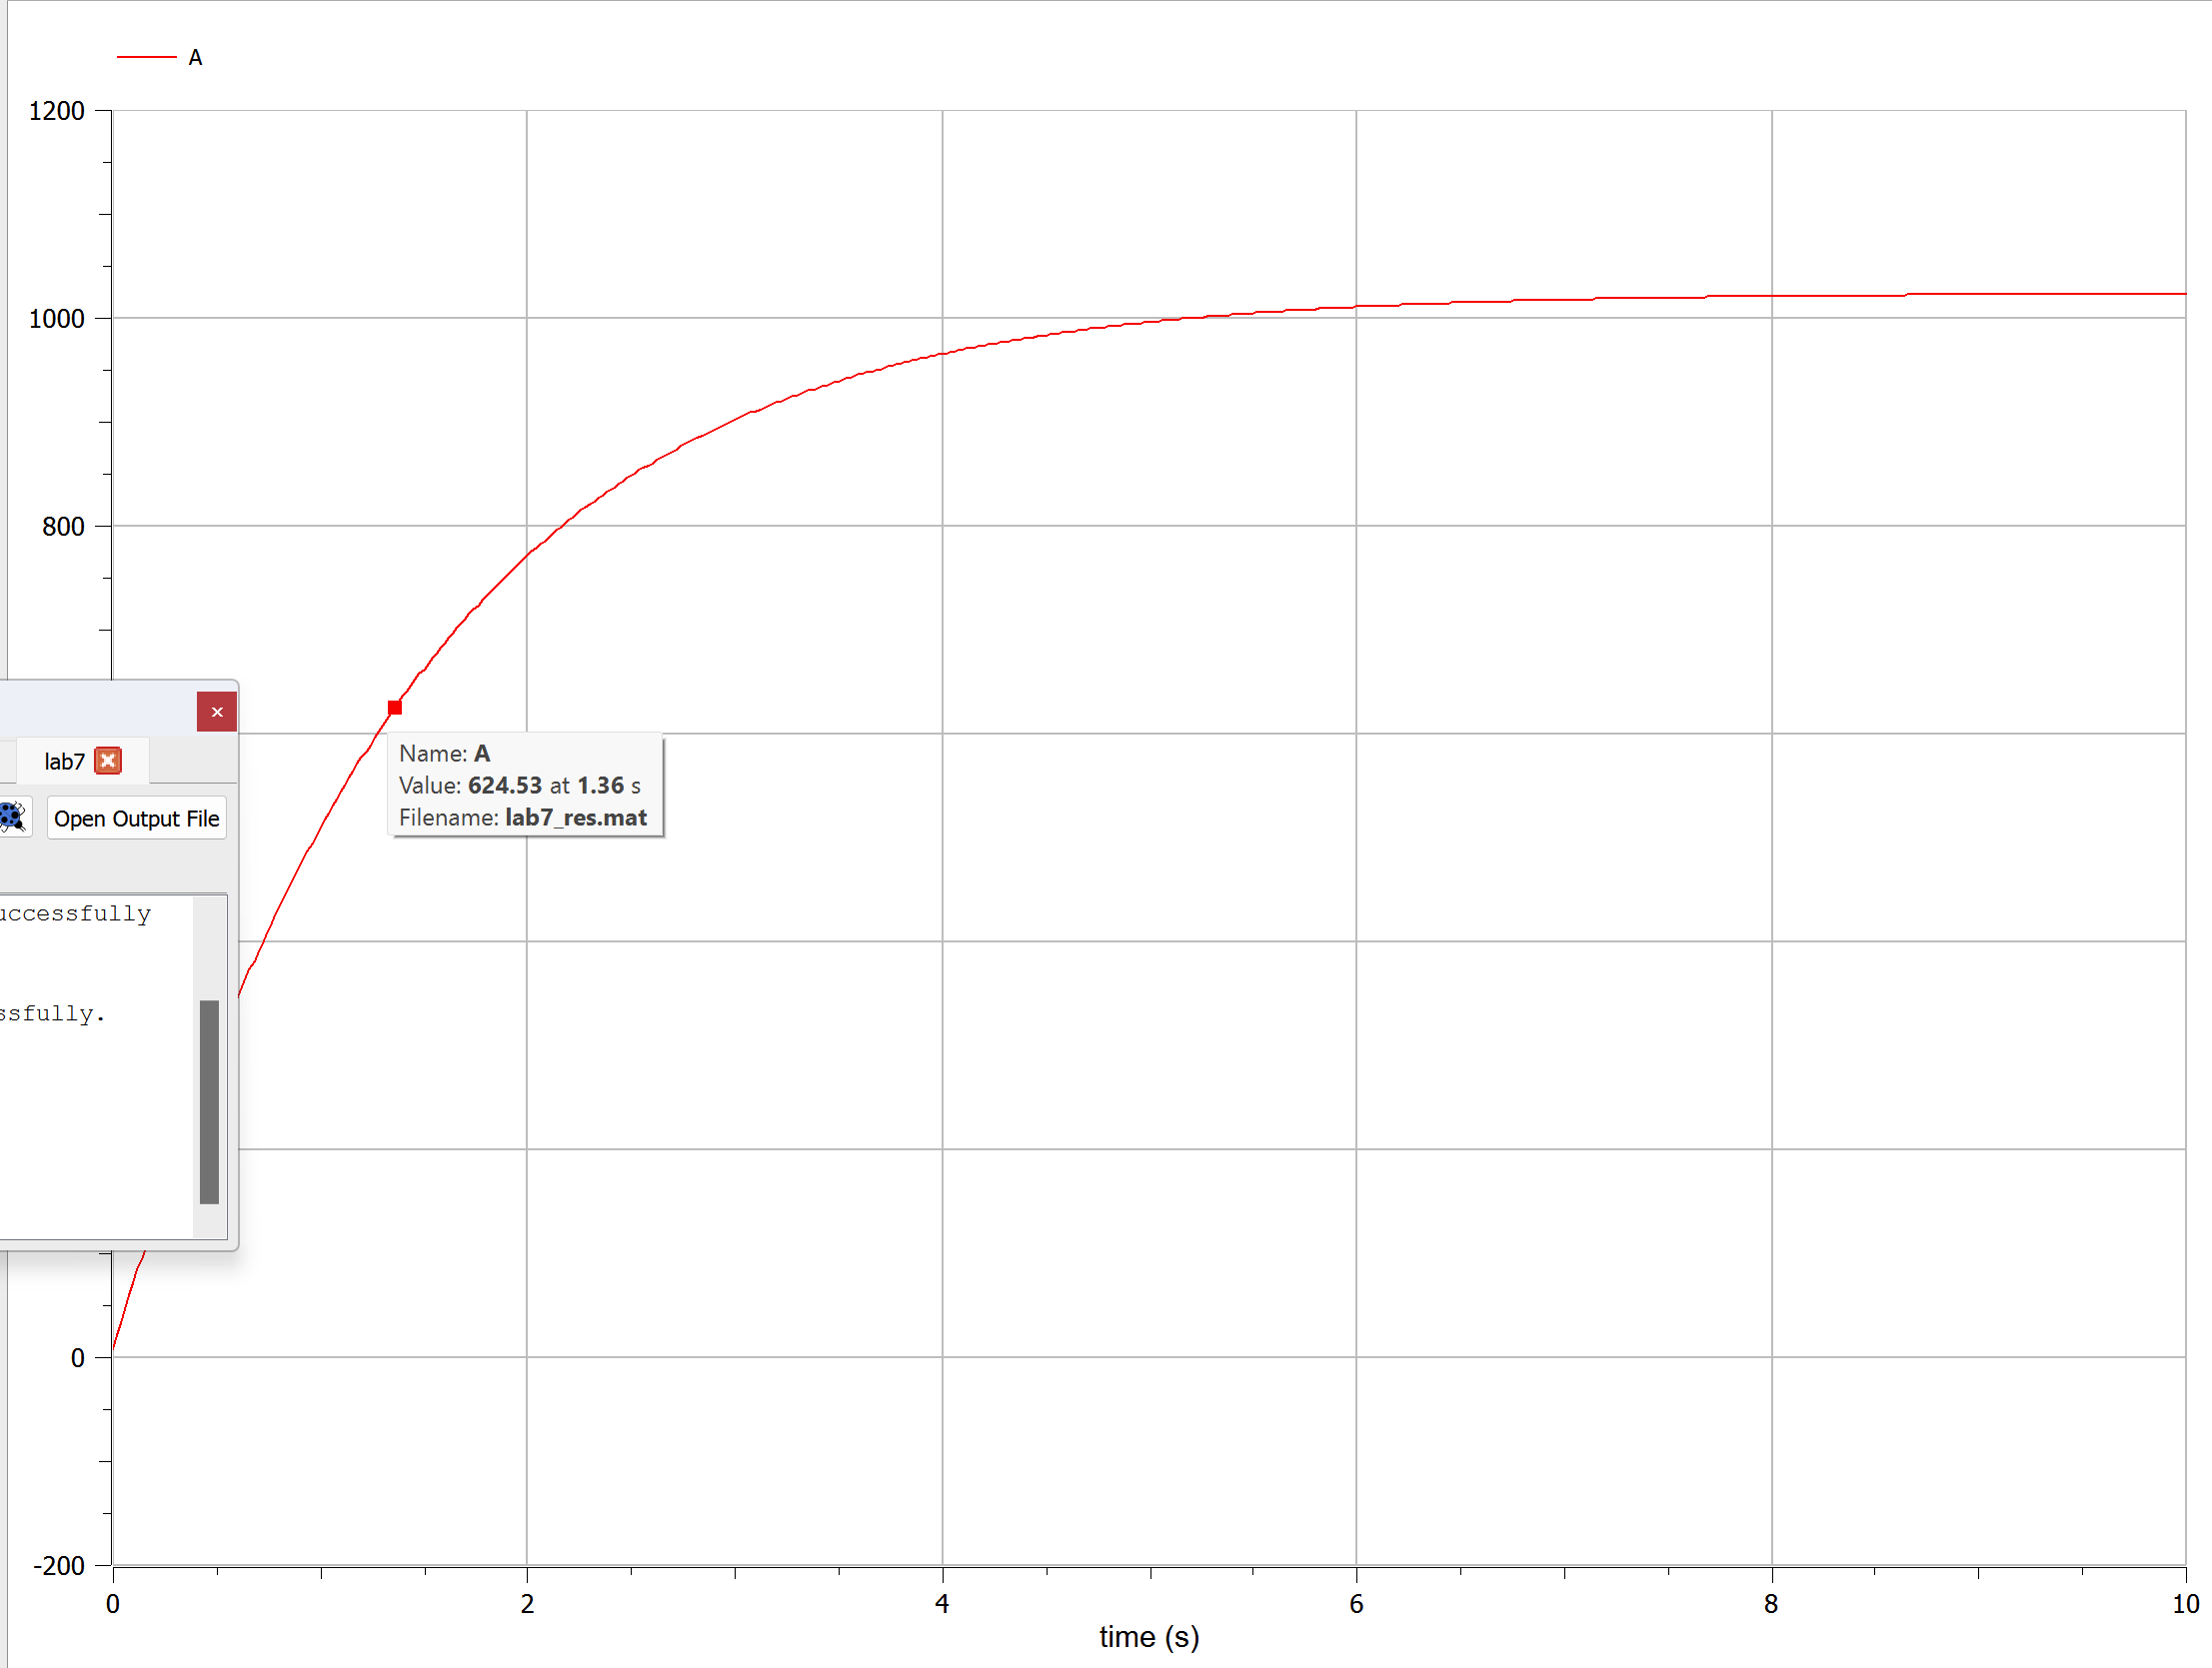 A
1200
1000
800
lab7
Name: A
Value: 624.53 at 1.36 s
Filename: lab7_res.mat
Open Output File
ssfully.
0
-200
0 2 4 6 8 10
time (s)